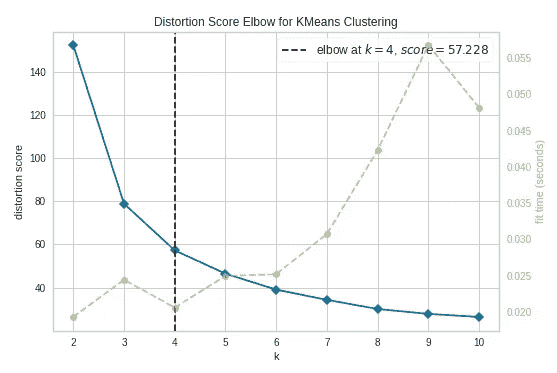 Distortion Score Elbow for KMeans Clustering
elbow at k = 4, score = 57.228
distortion score
140
120
100
80
60
40
0.055
0.050
0.045
0.040
0.035
0.030
0.025
0.020
fit time (seconds)
2 3 4 5 6 7 8 9 10
k